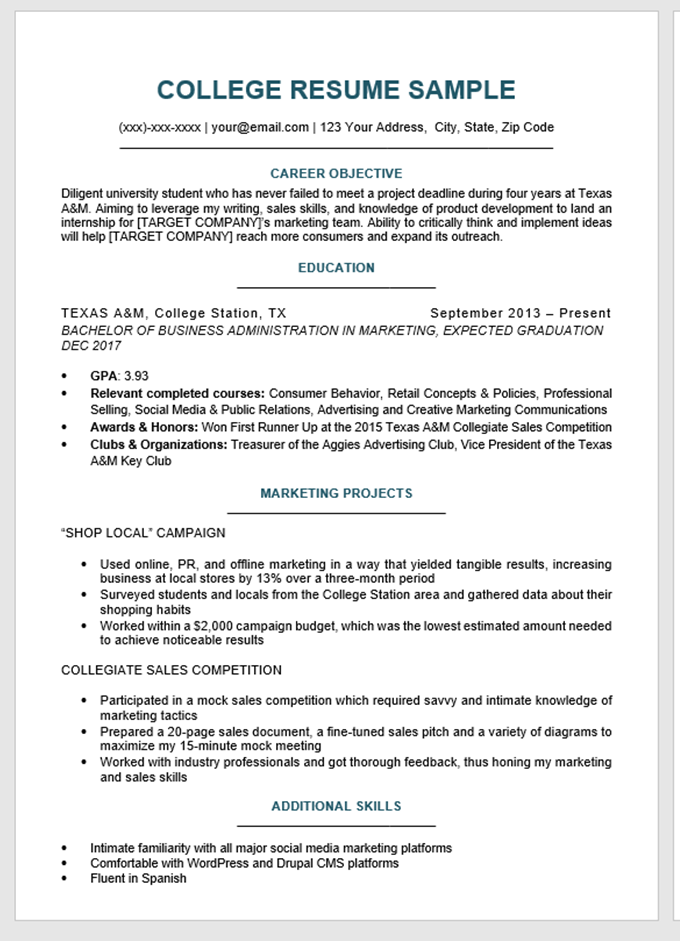 COLLEGE RESUME SAMPLE
(xxx)-xxx-xxxx | your@email.com | 123 Your Address, City, State, Zip Code
CAREER OBJECTIVE
Diligent university student who has never failed to meet a project deadline during four years at Texas
A&M. Aiming to leverage my writing, sales skills, and knowledge of product development to land an
internship for [TARGET COMPANY]'s marketing team. Ability to critically think and implement ideas
will help [TARGET COMPANY] reach more consumers and expand its outreach.
EDUCATION
TEXAS A&M, College Station, TX September 2013 – Present
BACHELOR OF BUSINESS ADMINISTRATION IN MARKETING, EXPECTED GRADUATION
DEC 2017
• GPA: 3.93
• Relevant completed courses: Consumer Behavior, Retail Concepts & Policies, Professional
Selling, Social Media & Public Relations, Advertising and Creative Marketing Communications
• Awards & Honors: Won First Runner Up at the 2015 Texas A&M Collegiate Sales Competition
• Clubs & Organizations: Treasurer of the Aggies Advertising Club, Vice President of the Texas
A&M Key Club
MARKETING PROJECTS
“SHOP LOCAL” CAMPAIGN
• Used online, PR, and offline marketing in a way that yielded tangible results, increasing
business at local stores by 13% over a three-month period
• Surveyed students and locals from the College Station area and gathered data about their
shopping habits
• Worked within a $2,000 campaign budget, which was the lowest estimated amount needed
to achieve noticeable results
COLLEGIATE SALES COMPETITION
• Participated in a mock sales competition which required savvy and intimate knowledge of
marketing tactics
• Prepared a 20-page sales document, a fine-tuned sales pitch and a variety of diagrams to
maximize my 15-minute mock meeting
• Worked with industry professionals and got thorough feedback, thus honing my marketing
and sales skills
ADDITIONAL SKILLS
• Intimate familiarity with all major social media marketing platforms
• Comfortable with WordPress and Drupal CMS platforms
• Fluent in Spanish